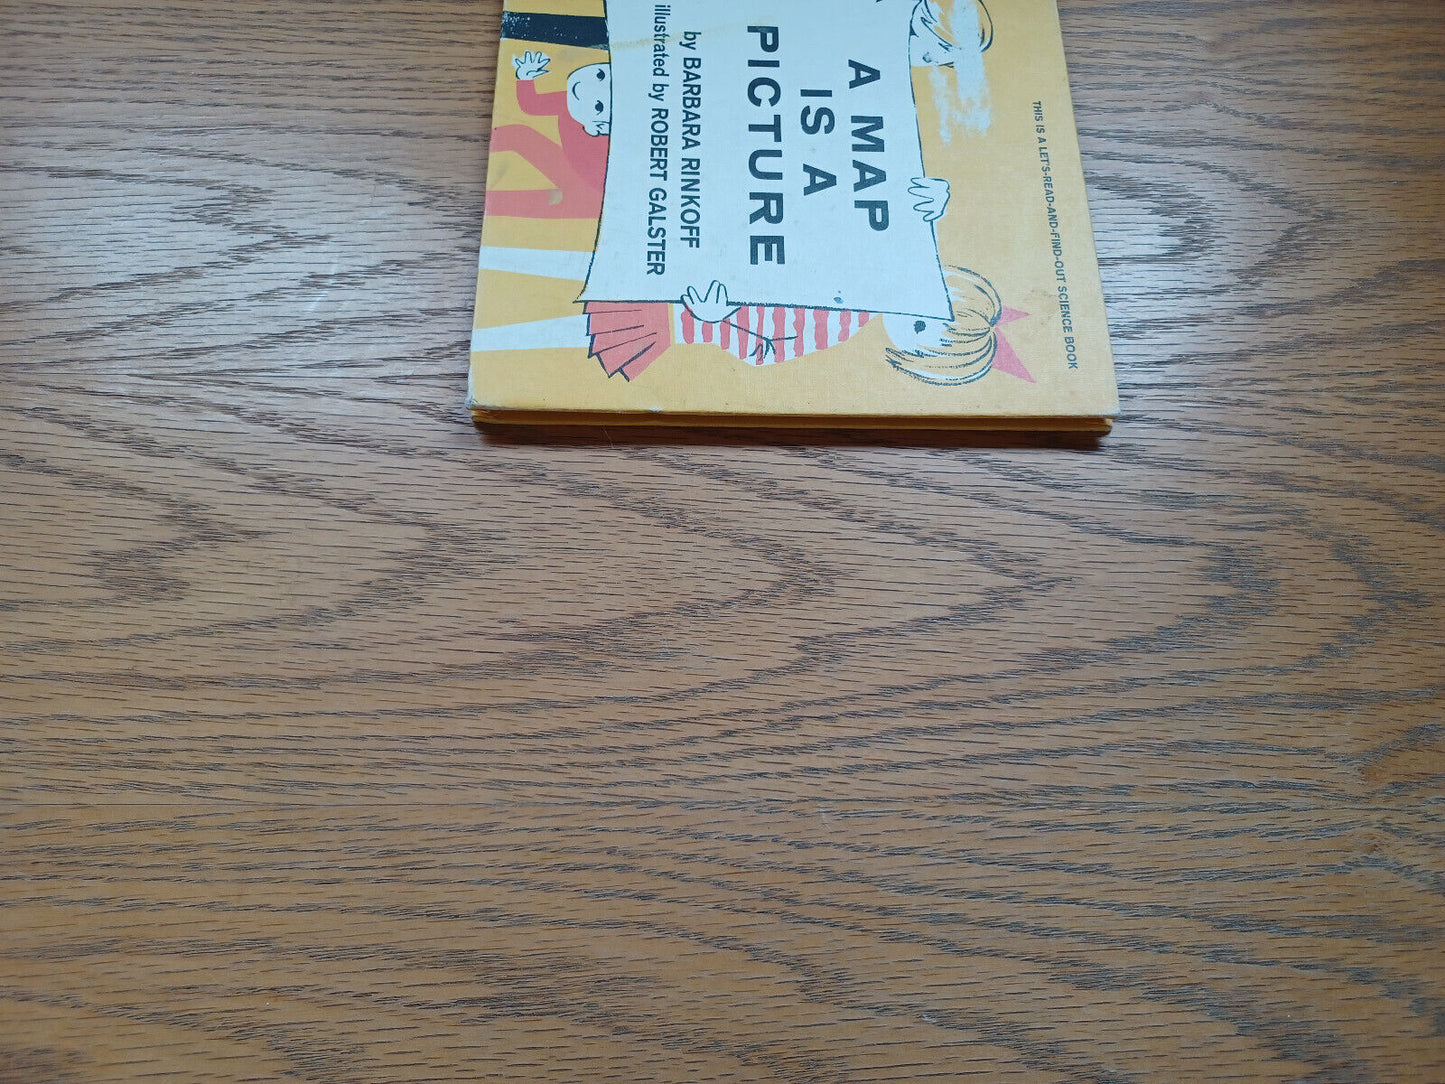 THIS IS A LET'S-READ-AND-FIND-OUT SCIENCE BOOK
A MAP
IS A
PICTURE
by BARBARA RINKOFF
illustrated by ROBERT GALSTER